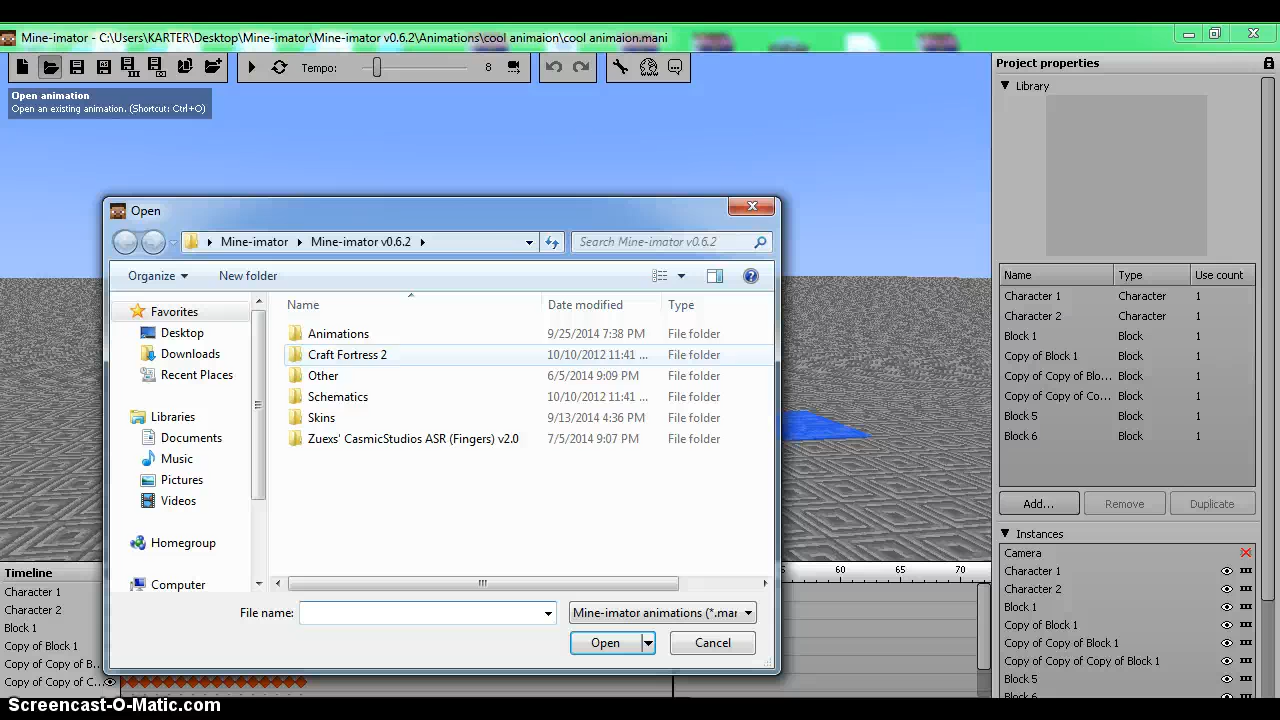 Mine-imator - C:\Users\KARTER\Desktop\Mine-imator\Mine-imator v0.6.2\Animations\cool animaion\cool animaion.mani
Tempo: 8
Open animation
Open an existing animation. (Shortcut: Ctrl+O)
Project properties
Library
Name Type Use count
Character 1 Character 1
Character 2 Character 1
Block 1 Block 1
Copy of Block 1 Block 1
Copy of Copy of Blo... Block 1
Copy of Copy of Co... Block 1
Block 5 Block 1
Block 6 Block 1
Add... Remove Duplicate
Instances
Camera
Character 1
Character 2
Block 1
Copy of Block 1
Copy of Copy of Block 1
Copy of Copy of Copy of Block 1
Block 5
Block 6
Open
Mine-imator Mine-imator v0.6.2
Search Mine-imator v0.6.2
Organize New folder
Favorites
Desktop
Downloads
Recent Places
Libraries
Documents
Music
Pictures
Videos
Homegroup
Computer
Name Date modified Type
Animations 9/25/2014 7:38 PM File folder
Craft Fortress 2 10/10/2012 11:41 ... File folder
Other 6/5/2014 9:09 PM File folder
Schematics 10/10/2012 11:41 ... File folder
Skins 9/13/2014 4:36 PM File folder
Zuexs' CasmicStudios ASR (Fingers) v2.0 7/5/2014 9:07 PM File folder
File name: Mine-imator animations (*.mar
Open Cancel
Timeline
Character 1
Character 2
Block 1
Copy of Block 1
Copy of Copy of B...
Copy of Copy of C...
60 65 70
Screencast-O-Matic.com